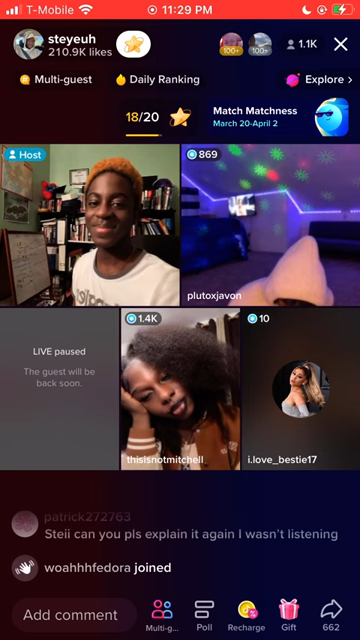 T-Mobile
11:29 PM
steyeuh
210.9K likes
100+
100+
1.1K
Multi-guest
Daily Ranking
Explore >
18/20
Match Matchness
March 20-April 2
Host
869
plutoxjavon
LIVE paused
The guest will be
back soon.
1.4K
thisisnotmitchell
10
i.love_bestie17
patrick272763
Steii can you pls explain it again I wasn't listening
woahhhfedora joined
Add comment
Multi-g...
Poll
Recharge
Gift
662